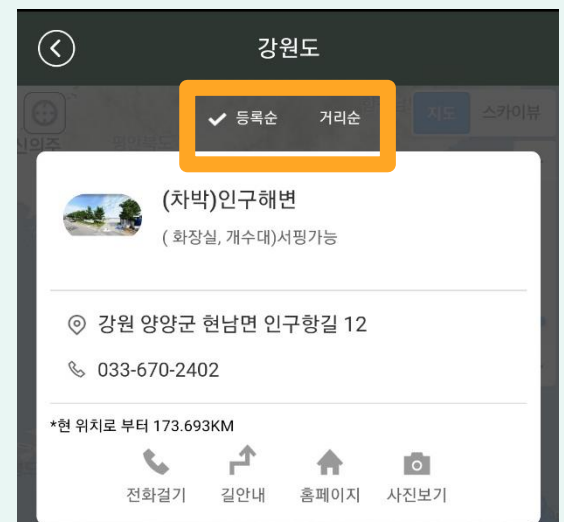 강원도
등록순 거리순
지도 스카이뷰
신의주
(차박)인구해변
( 화장실, 개수대)서핑가능
강원 양양군 현남면 인구항길 12
033-670-2402
*현 위치로 부터 173.693KM
전화걸기 길안내 홈페이지 사진보기